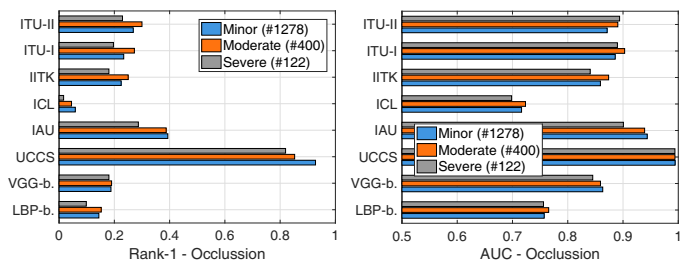 ITU-II
ITU-I
IITK
ICL
IAU
UCCS
VGG-b.
LBP-b.
Minor (#1278)
Moderate (#400)
Severe (#122)
0 0.2 0.4 0.6 0.8 1
Rank-1 - Occlussion
ITU-II
ITU-I
IITK
ICL
IAU
UCCS
VGG-b.
LBP-b.
Minor (#1278)
Moderate (#400)
Severe (#122)
0.5 0.6 0.7 0.8 0.9 1
AUC - Occlussion